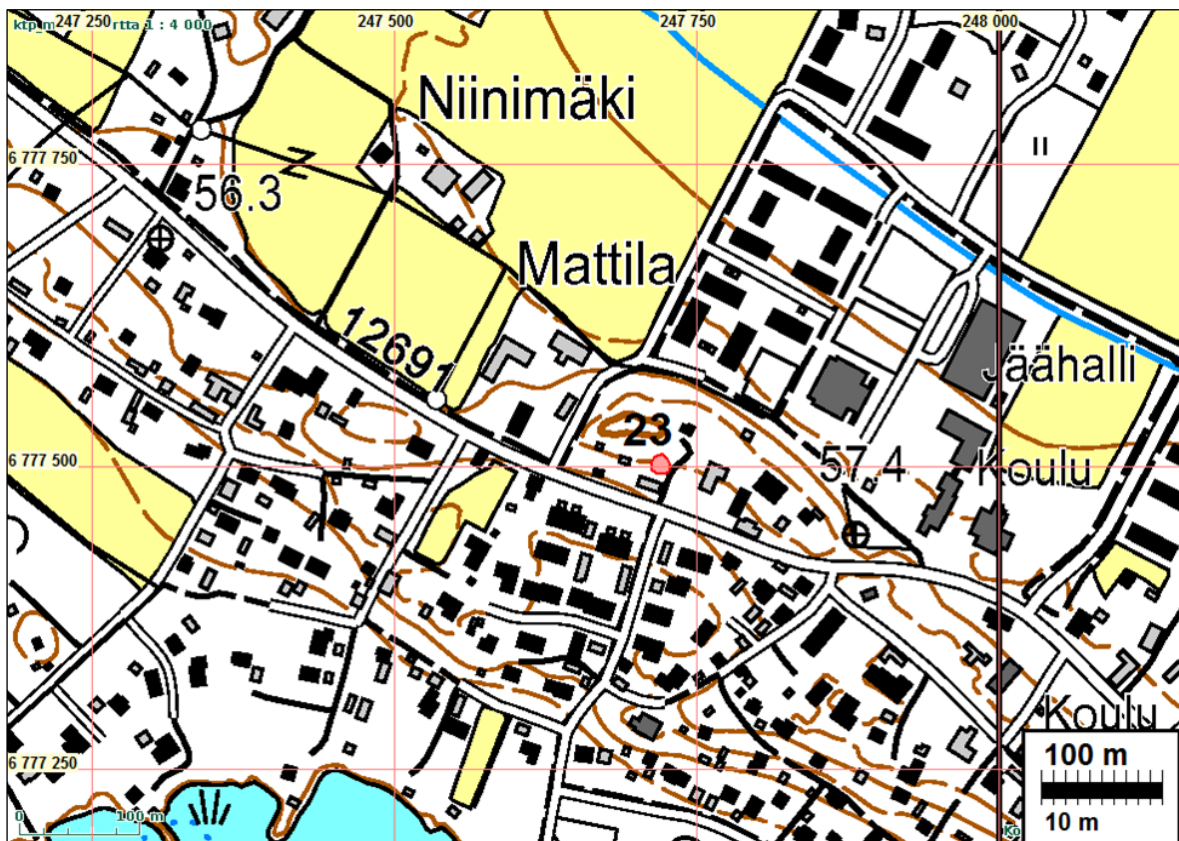 247 250
247 500
247 750
248 000
rtta 1 : 4 000
Niinimäki
6 777 750
56.3
Mattila
12691
Jäähalli
23
6 777 500
57.4
Koulu
Koulu
6 777 250
100 m
10 m
0
100 m